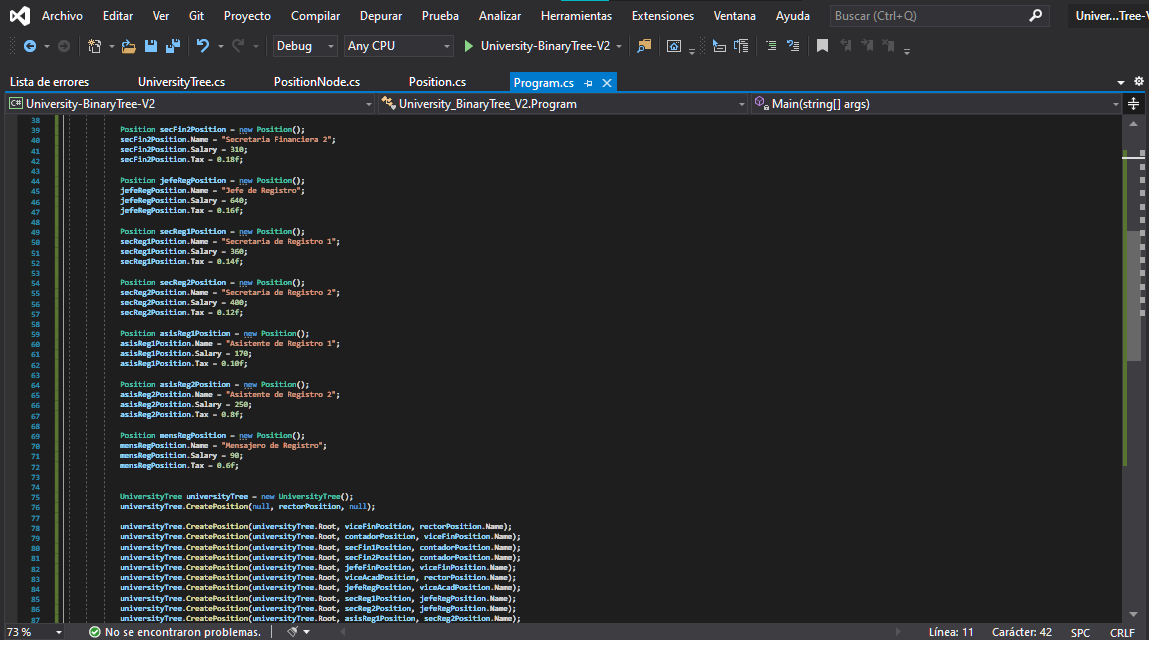 Archivo Editar Ver Git Proyecto Compilar Depurar Prueba Analizar Herramientas Extensiones Ventana Ayuda Buscar (Ctrl+Q) Univer...Tree-V
Debug Any CPU University-BinaryTree-V2
Lista de errores UniversityTree.cs PositionNode.cs Position.cs Program.cs
C# University-BinaryTree-V2 University_BinaryTree_V2.Program Main(string[] args)
38
39 Position secFin2Position = new Position();
40 secFin2Position.Name = "Secretaria Financiera 2";
41 secFin2Position.Salary = 310;
42 secFin2Position.Tax = 0.18f;
43
44 Position jefeRegPosition = new Position();
45 jefeRegPosition.Name = "Jefe de Registro";
46 jefeRegPosition.Salary = 640;
47 jefeRegPosition.Tax = 0.16f;
48
49 Position secReg1Position = new Position();
50 secReg1Position.Name = "Secretaria de Registro 1";
51 secReg1Position.Salary = 360;
52 secReg1Position.Tax = 0.14f;
53
54 Position secReg2Position = new Position();
55 secReg2Position.Name = "Secretaria de Registro 2";
56 secReg2Position.Salary = 400;
57 secReg2Position.Tax = 0.12f;
58
59 Position asisReg1Position = new Position();
60 asisReg1Position.Name = "Asistente de Registro 1";
61 asisReg1Position.Salary = 170;
62 asisReg1Position.Tax = 0.10f;
63
64 Position asisReg2Position = new Position();
65 asisReg2Position.Name = "Asistente de Registro 2";
66 asisReg2Position.Salary = 250;
67 asisReg2Position.Tax = 0.8f;
68
69 Position mensRegPosition = new Position();
70 mensRegPosition.Name = "Mensajero de Registro";
71 mensRegPosition.Salary = 90;
72 mensRegPosition.Tax = 0.6f;
73
74
75 UniversityTree universityTree = new UniversityTree();
76 universityTree.CreatePosition(null, rectorPosition, null);
77
78 universityTree.CreatePosition(universityTree.Root, viceFinPosition, rectorPosition.Name);
79 universityTree.CreatePosition(universityTree.Root, contadorPosition, viceFinPosition.Name);
80 universityTree.CreatePosition(universityTree.Root, secFin1Position, contadorPosition.Name);
81 universityTree.CreatePosition(universityTree.Root, secFin2Position, contadorPosition.Name);
82 universityTree.CreatePosition(universityTree.Root, jefeFinPosition, viceFinPosition.Name);
83 universityTree.CreatePosition(universityTree.Root, viceAcadPosition, rectorPosition.Name);
84 universityTree.CreatePosition(universityTree.Root, jefeRegPosition, viceAcadPosition.Name);
85 universityTree.CreatePosition(universityTree.Root, secReg1Position, jefeRegPosition.Name);
86 universityTree.CreatePosition(universityTree.Root, secReg2Position, jefeRegPosition.Name);
87 universityTree.CreatePosition(universityTree.Root, asisReg1Position, secReg2Position.Name);
73 % No se encontraron problemas. Línea: 11 Carácter: 42 SPC CRLF